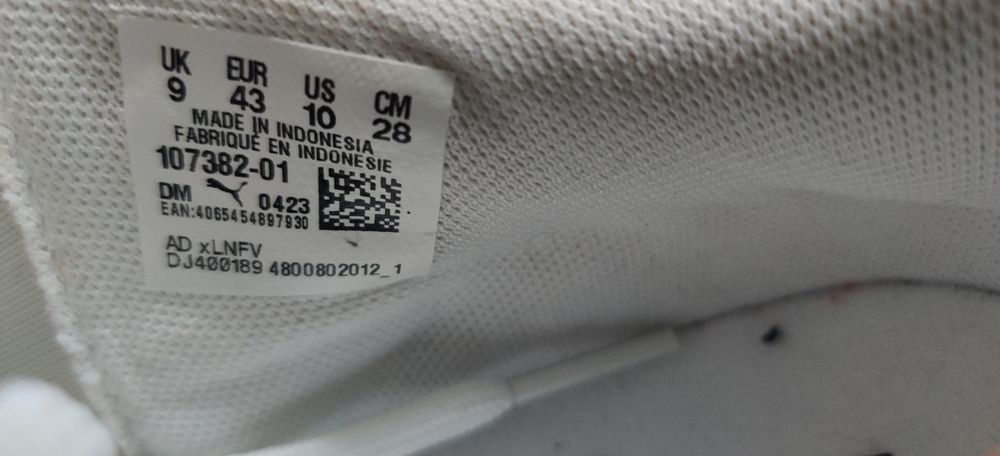 UK EUR US CM
9 43 10 28
MADE IN INDONESIA
FABRIQUÉ EN INDONESIE
107382-01
DM 0423
EAN:4065454897930
AD xLNFV
DJ400189 4800802012_1